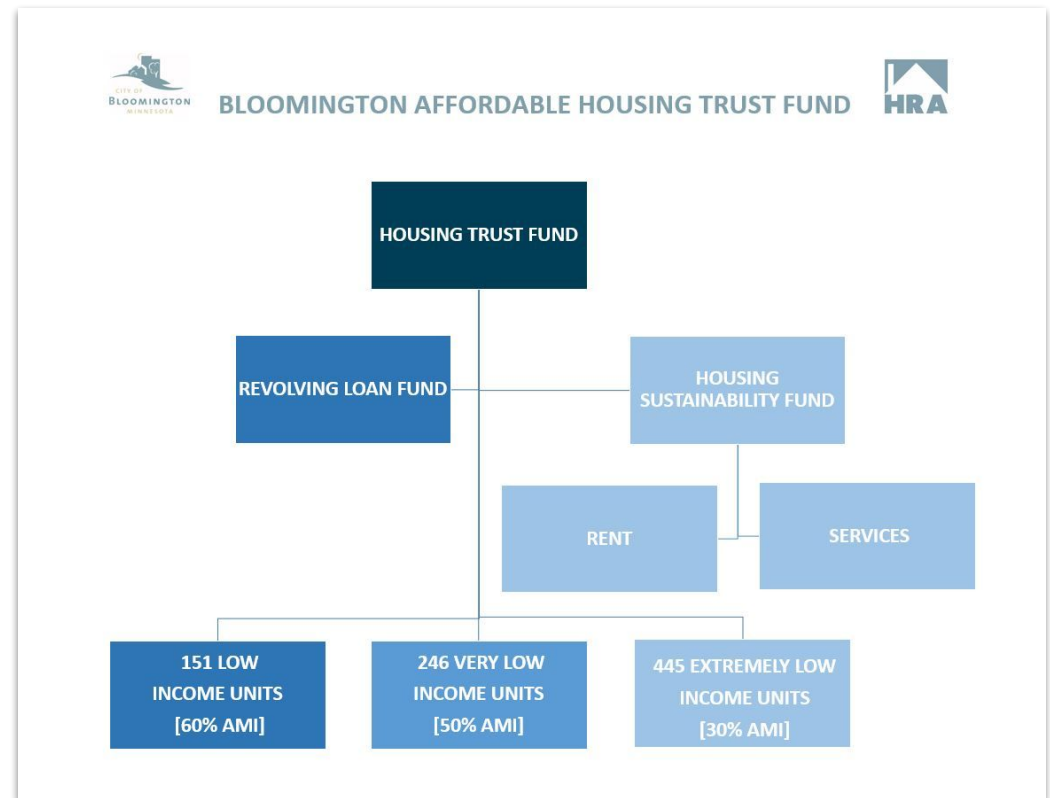 CITY OF
BLOOMINGTON
MINNESOTA
BLOOMINGTON AFFORDABLE HOUSING TRUST FUND
HRA
HOUSING TRUST FUND
REVOLVING LOAN FUND
HOUSING
SUSTAINABILITY FUND
RENT
SERVICES
151 LOW
INCOME UNITS
[60% AMI]
246 VERY LOW
INCOME UNITS
[50% AMI]
445 EXTREMELY LOW
INCOME UNITS
[30% AMI]